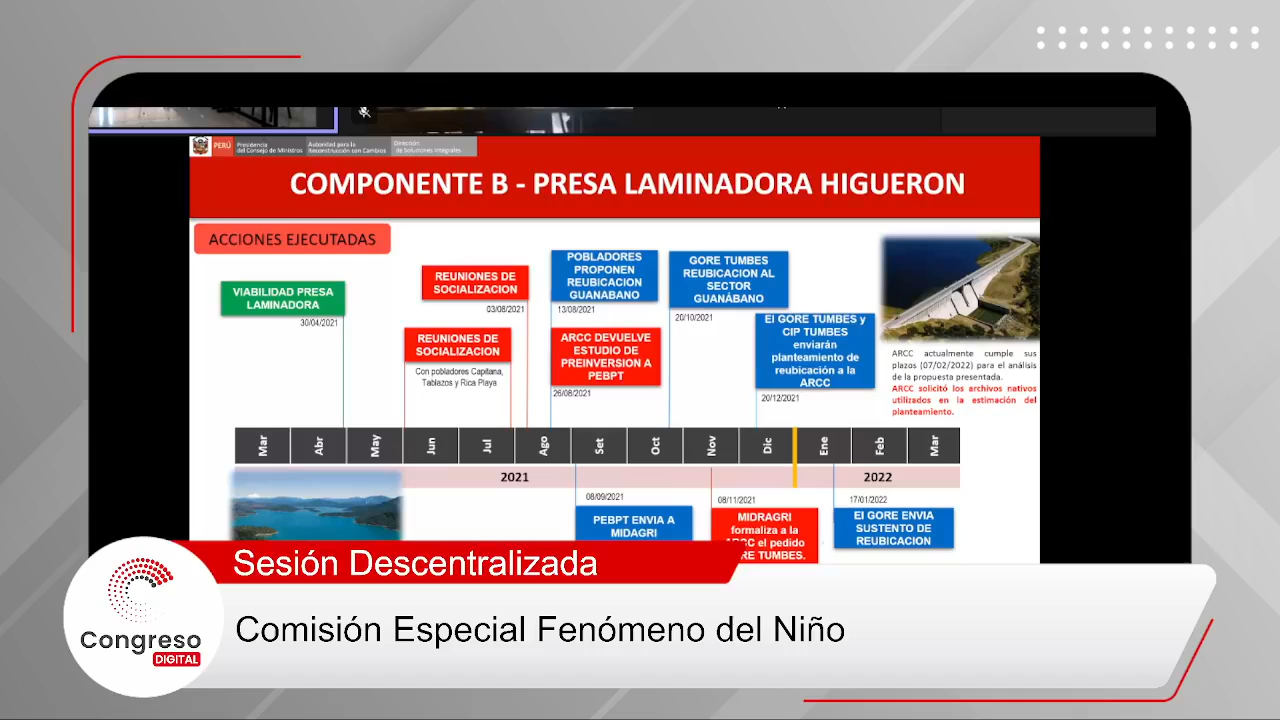 PERÚ
Presidencia
del Consejo de Ministros
Autoridad para la
Reconstrucción con Cambios
Dirección
de Soluciones Integrales
COMPONENTE B - PRESA LAMINADORA HIGUERON
ACCIONES EJECUTADAS
VIABILIDAD PRESA
LAMINADORA
30/04/2021
REUNIONES DE
SOCIALIZACION
03/08/2021
REUNIONES DE
SOCIALIZACION
Con pobladores Capitana,
Tablazos y Rica Playa
POBLADORES
PROPONEN
REUBICACION
GUANABANO
13/08/2021
ARCC DEVUELVE
ESTUDIO DE
PREINVERSION A
PEBPT
26/08/2021
GORE TUMBES
REUBICACION AL
SECTOR
GUANÁBANO
20/10/2021
El GORE TUMBES y
CIP TUMBES
enviarán
planteamiento de
reubicación a la
ARCC
20/12/2021
ARCC actualmente cumple sus
plazos (07/02/2022) para el análisis
de la propuesta presentada.
ARCC solicitó los archivos nativos
utilizados en la estimación del
planteamiento.
Mar Abr May Jun Jul Ago Set Oct Nov Dic Ene Feb Mar
2021 2022
08/09/2021
PEBPT ENVIA A
MIDAGRI
08/11/2021
MIDRAGRI
formaliza a la
ARCC el pedido
RE TUMBES.
17/01/2022
El GORE ENVIA
SUSTENTO DE
REUBICACION
Sesión Descentralizada
Comisión Especial Fenómeno del Niño
Congreso
DIGITAL